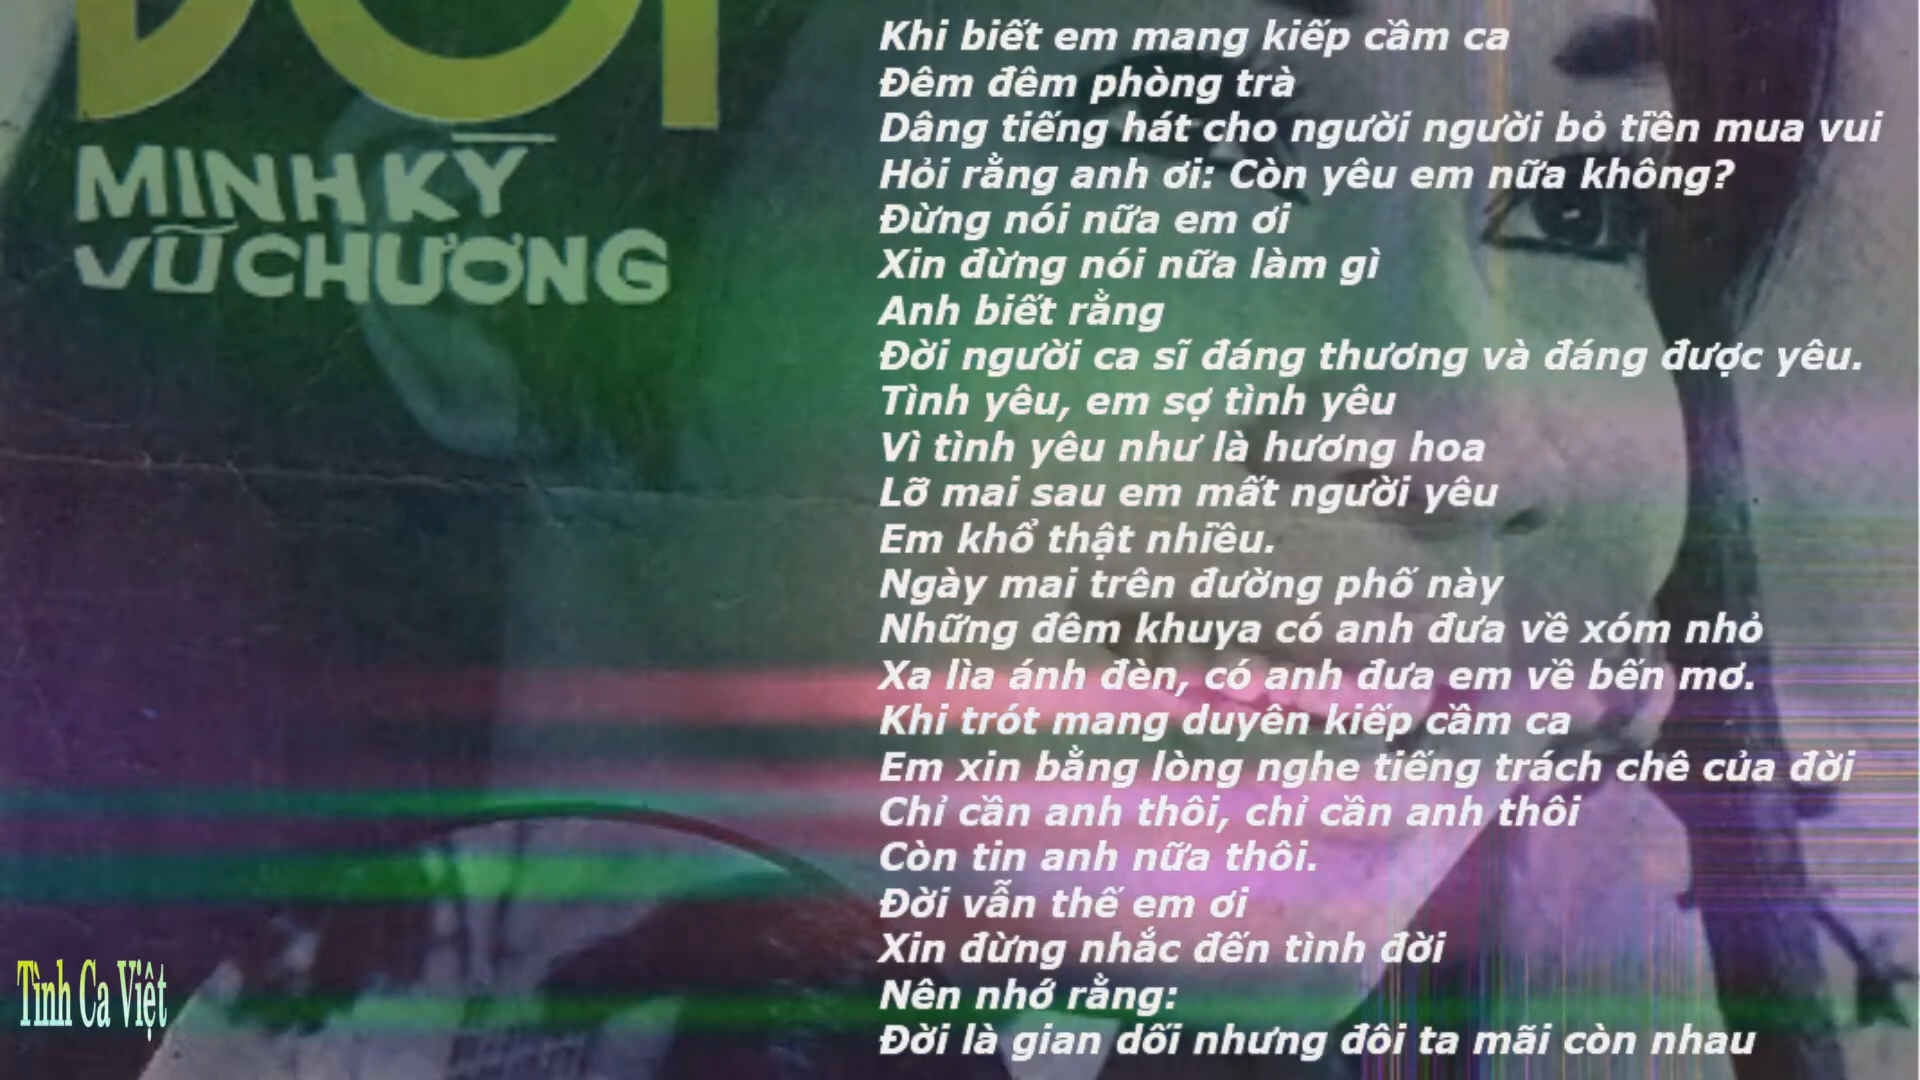 MINH KỲ
VŨ CHƯƠNG
Khi biết em mang kiếp cầm ca
Đêm đêm phòng trà
Dâng tiếng hát cho người người bỏ tiền mua vui
Hỏi rằng anh ơi: Còn yêu em nữa không?
Đừng nói nữa em ơi
Xin đừng nói nữa làm gì
Anh biết rằng
Đời người ca sĩ đáng thương và đáng được yêu.
Tình yêu, em sợ tình yêu
Vì tình yêu như là hương hoa
Lỡ mai sau em mất người yêu
Em khổ thật nhiều.
Ngày mai trên đường phố này
Những đêm khuya có anh đưa về xóm nhỏ
Xa lìa ánh đèn, có anh đưa em về bến mơ.
Khi trót mang duyên kiếp cầm ca
Em xin bằng lòng nghe tiếng trách chê của đời
Chỉ cần anh thôi, chỉ cần anh thôi
Còn tin anh nữa thôi.
Đời vẫn thế em ơi
Xin đừng nhắc đến tình đời
Nên nhớ rằng:
Đời là gian dối nhưng đôi ta mãi còn nhau
Tình Ca Việt